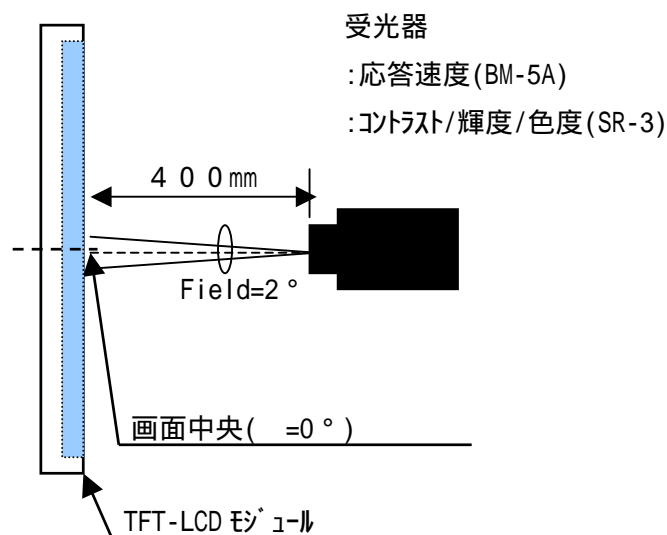 受光器
:応答速度(BM-5A)
:コントラスト/輝度/色度(SR-3)
400mm
Field=2°
画面中央( =0°)
TFT-LCD モジュール